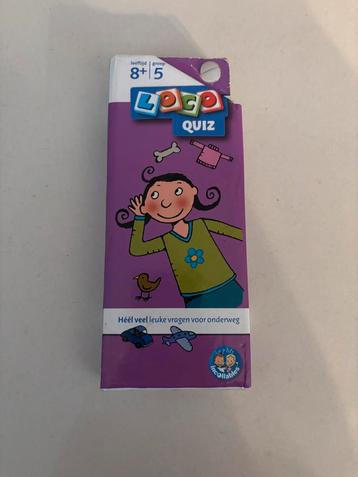 leeftijd groep
8+ 5
LOCO
QUIZ
Héél veel leuke vragen voor onderweg